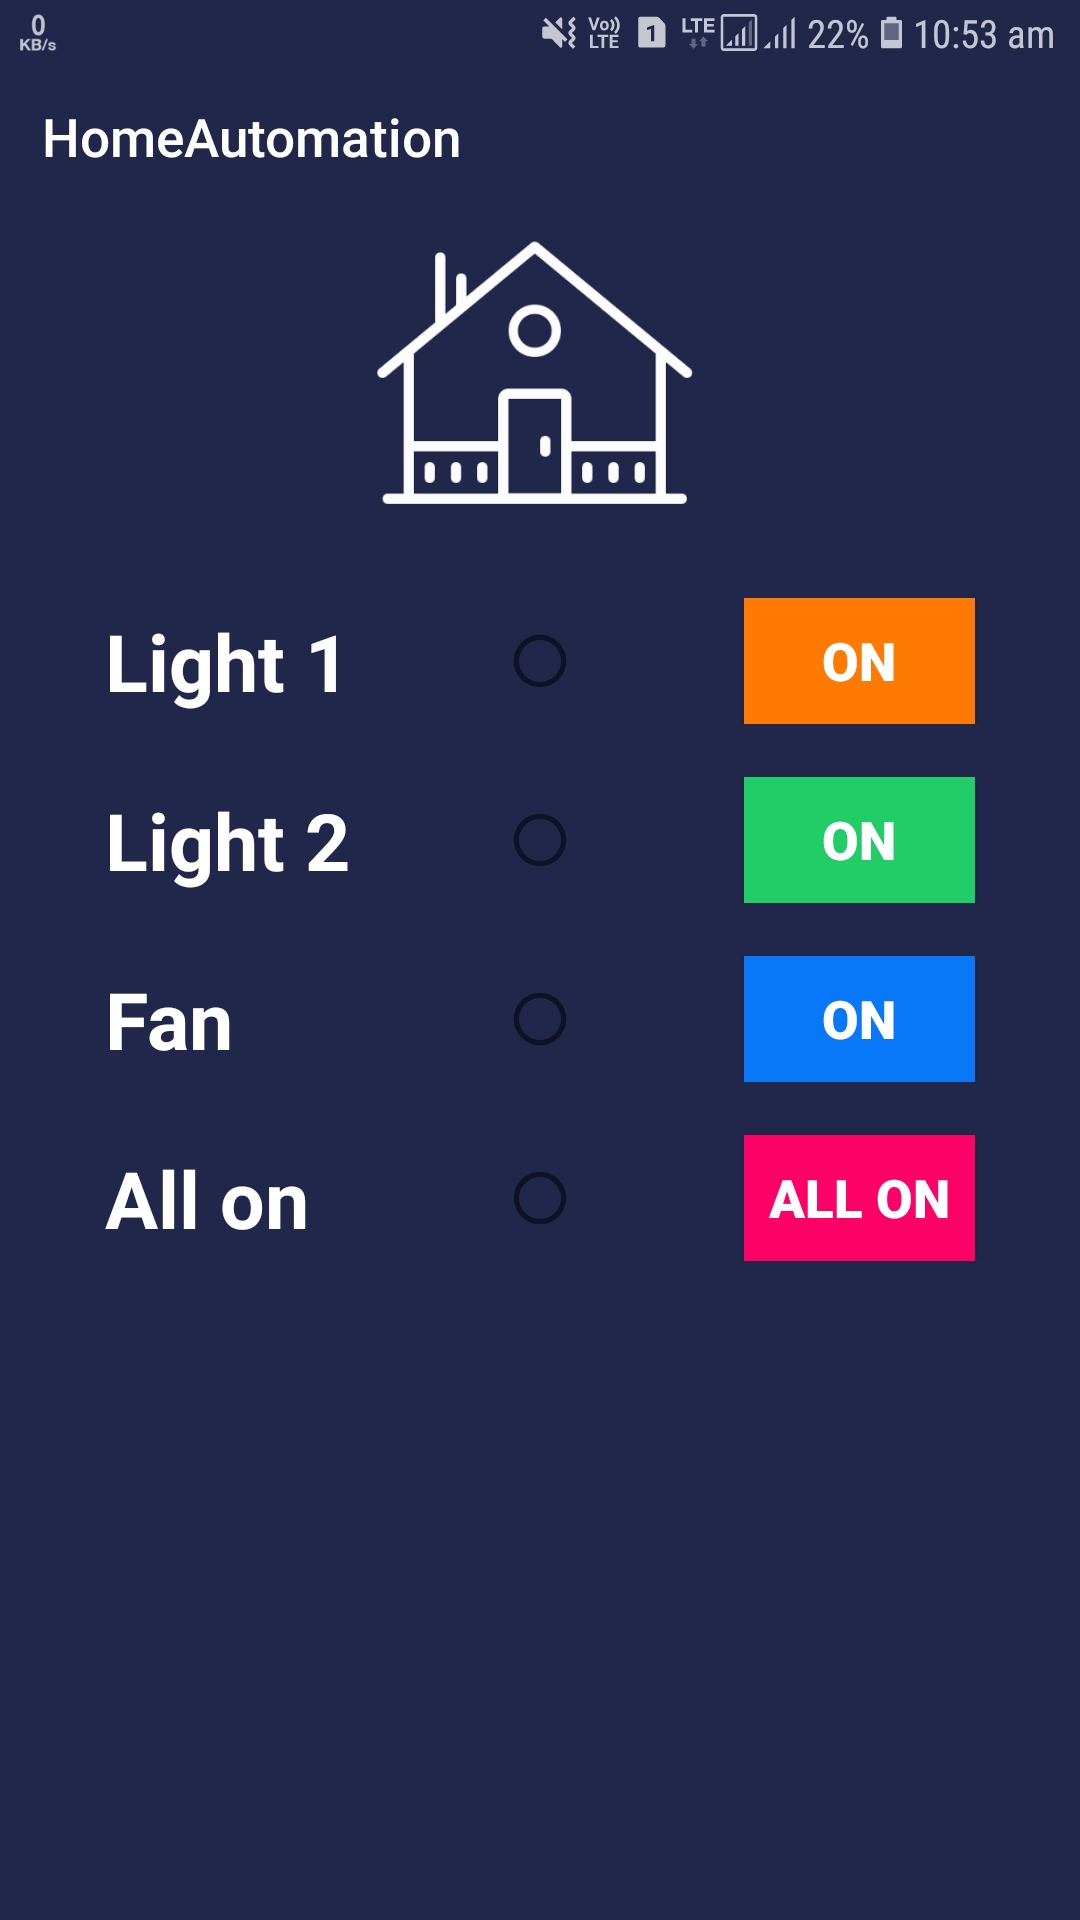 0
KB/s
Vo))
LTE
1
LTE
22%
10:53 am
HomeAutomation
Light 1
ON
Light 2
ON
Fan
ON
All on
ALL ON